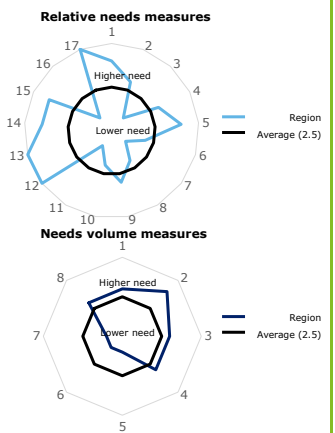 Relative needs measures
1
2
3
4
5
6
7
8
9
10
11
12
13
14
15
16
17
Higher need
Lower need
Region
Average (2.5)
Needs volume measures
1
2
3
4
5
6
7
8
Higher need
Lower need
Region
Average (2.5)